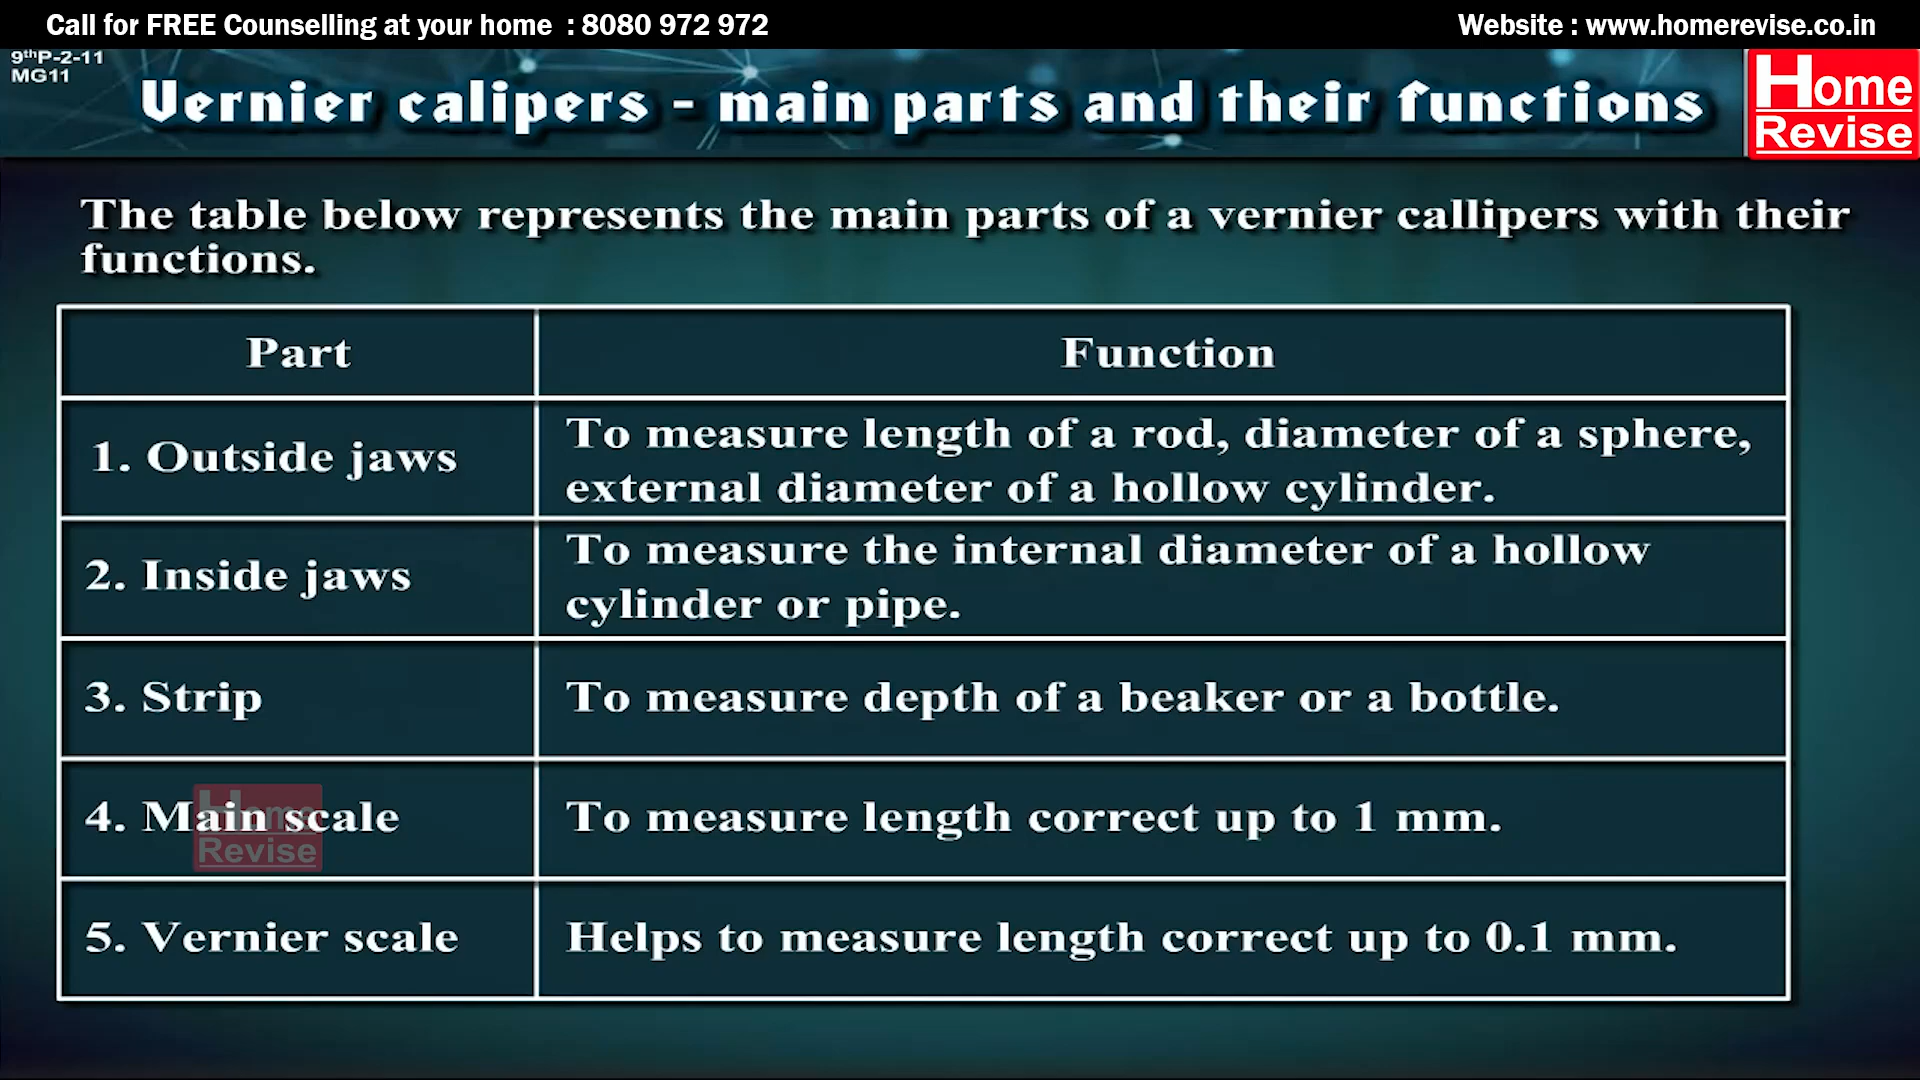 Call for FREE Counselling at your home : 8080 972 972
Website : www.homerevise.co.in
9thP-2-11
MG11
Vernier calipers - main parts and their functions
Home
Revise
The table below represents the main parts of a vernier callipers with their
functions.
Part
Function
1. Outside jaws
To measure length of a rod, diameter of a sphere,
external diameter of a hollow cylinder.
2. Inside jaws
To measure the internal diameter of a hollow
cylinder or pipe.
3. Strip
To measure depth of a beaker or a bottle.
4. Main scale
To measure length correct up to 1 mm.
Home
Revise
5. Vernier scale
Helps to measure length correct up to 0.1 mm.